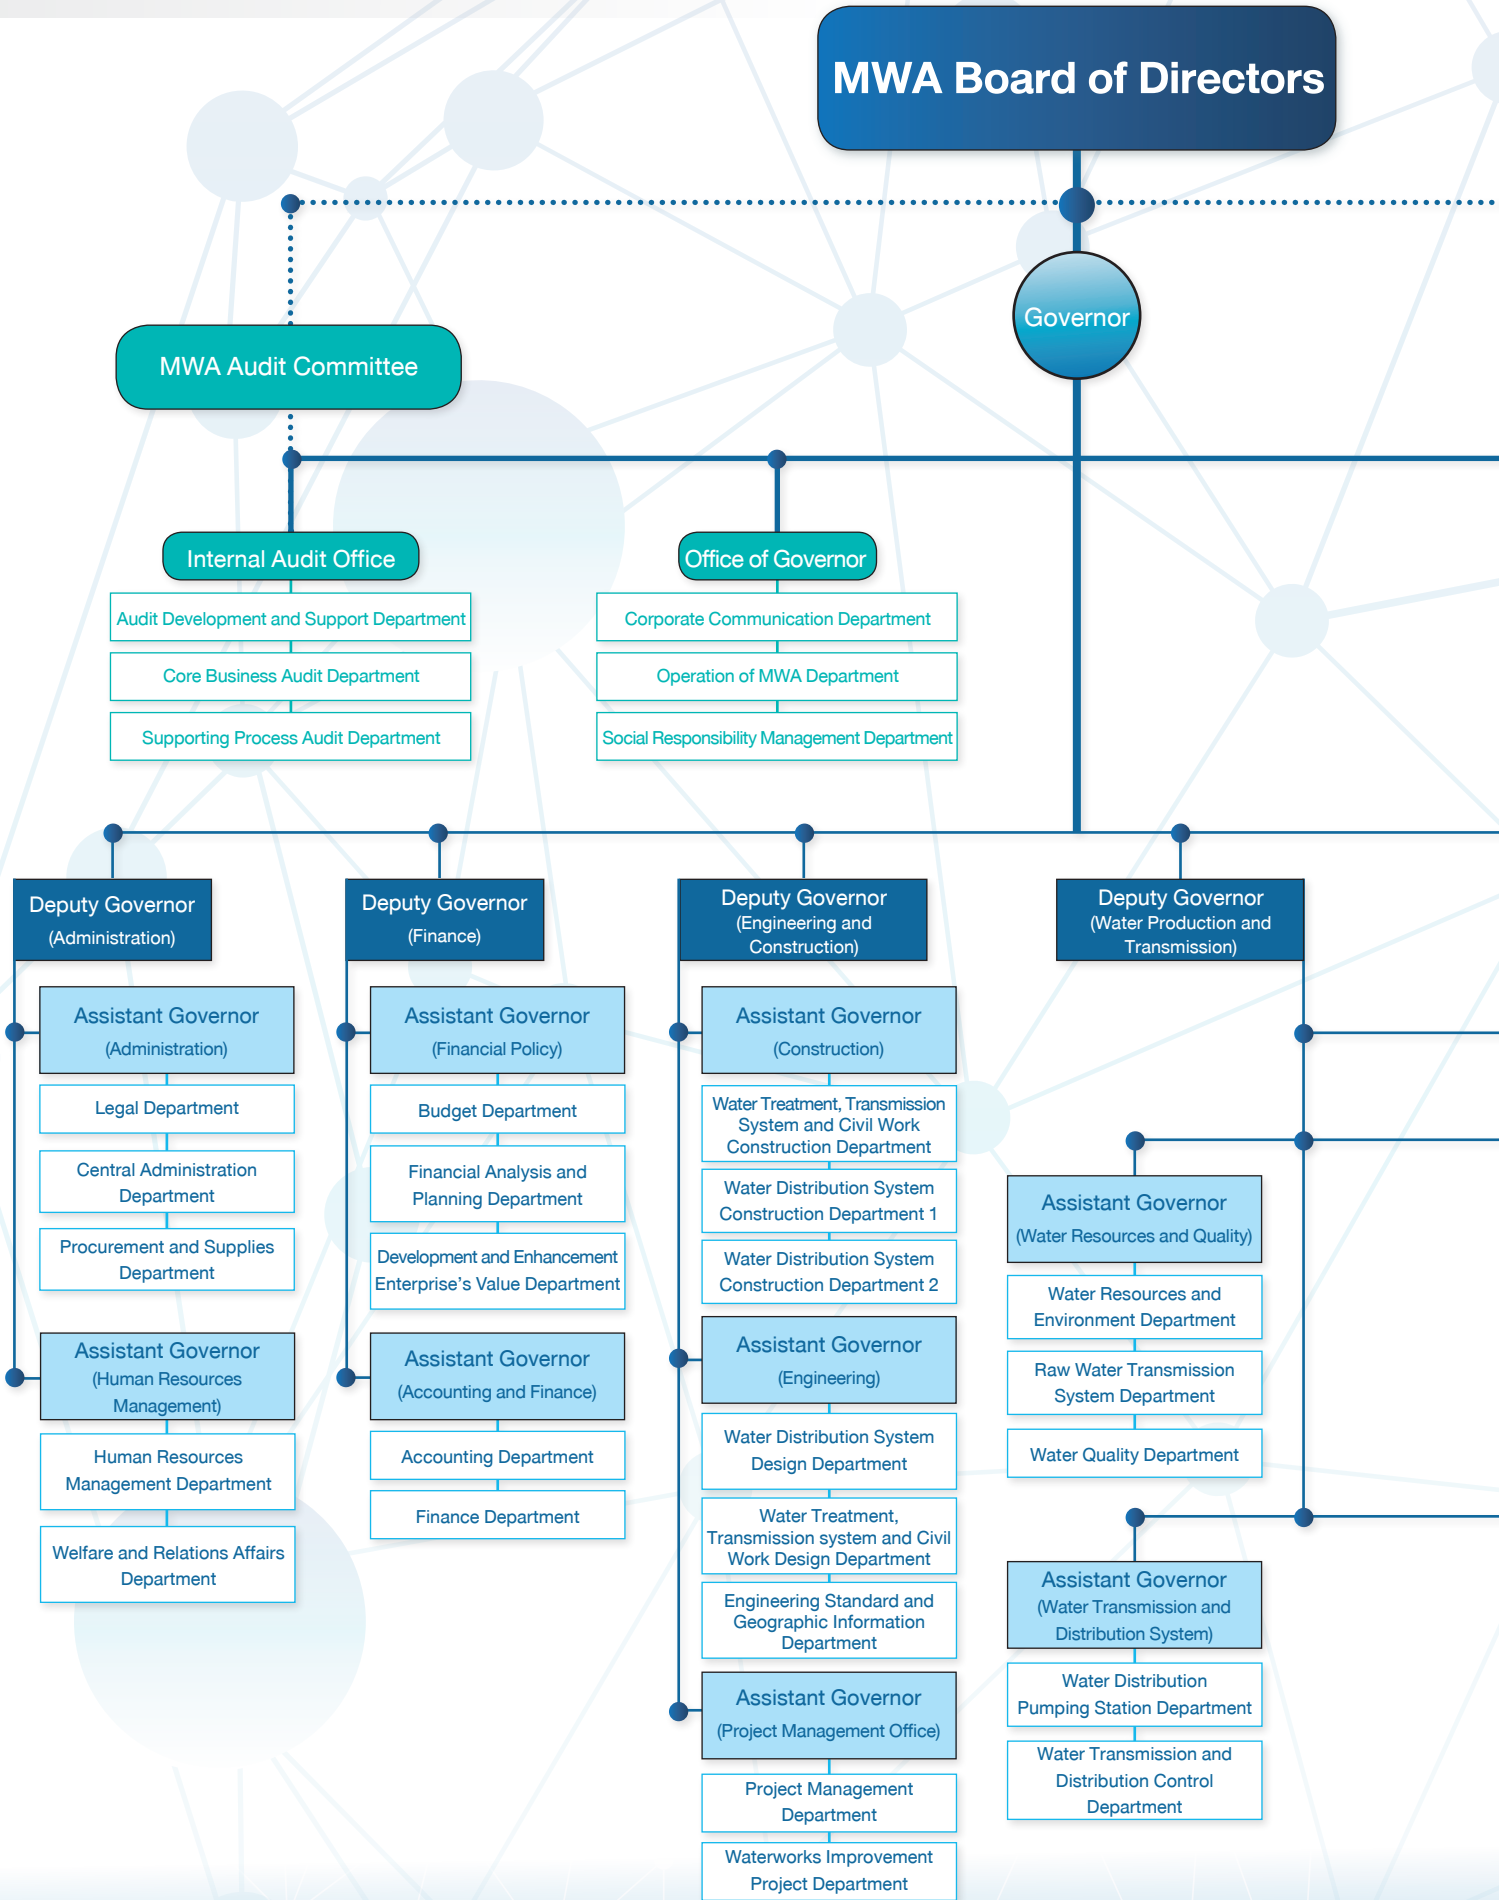 MWA Board of Directors
Governor
MWA Audit Committee
Internal Audit Office
Audit Development and Support Department
Core Business Audit Department
Supporting Process Audit Department
Office of Governor
Corporate Communication Department
Operation of MWA Department
Social Responsibility Management Department
Deputy Governor
(Administration)
Assistant Governor
(Administration)
Legal Department
Central Administration
Department
Procurement and Supplies
Department
Assistant Governor
(Human Resources
Management)
Human Resources
Management Department
Welfare and Relations Affairs
Department
Deputy Governor
(Finance)
Assistant Governor
(Financial Policy)
Budget Department
Financial Analysis and
Planning Department
Development and Enhancement
Enterprise's Value Department
Assistant Governor
(Accounting and Finance)
Accounting Department
Finance Department
Deputy Governor
(Engineering and
Construction)
Assistant Governor
(Construction)
Water Treatment, Transmission
System and Civil Work
Construction Department
Water Distribution System
Construction Department 1
Water Distribution System
Construction Department 2
Assistant Governor
(Engineering)
Water Distribution System
Design Department
Water Treatment,
Transmission system and Civil
Work Design Department
Engineering Standard and
Geographic Information
Department
Assistant Governor
(Project Management Office)
Project Management
Department
Waterworks Improvement
Project Department
Deputy Governor
(Water Production and
Transmission)
Assistant Governor
(Water Resources and Quality)
Water Resources and
Environment Department
Raw Water Transmission
System Department
Water Quality Department
Assistant Governor
(Water Transmission and
Distribution System)
Water Distribution
Pumping Station Department
Water Transmission and
Distribution Control
Department